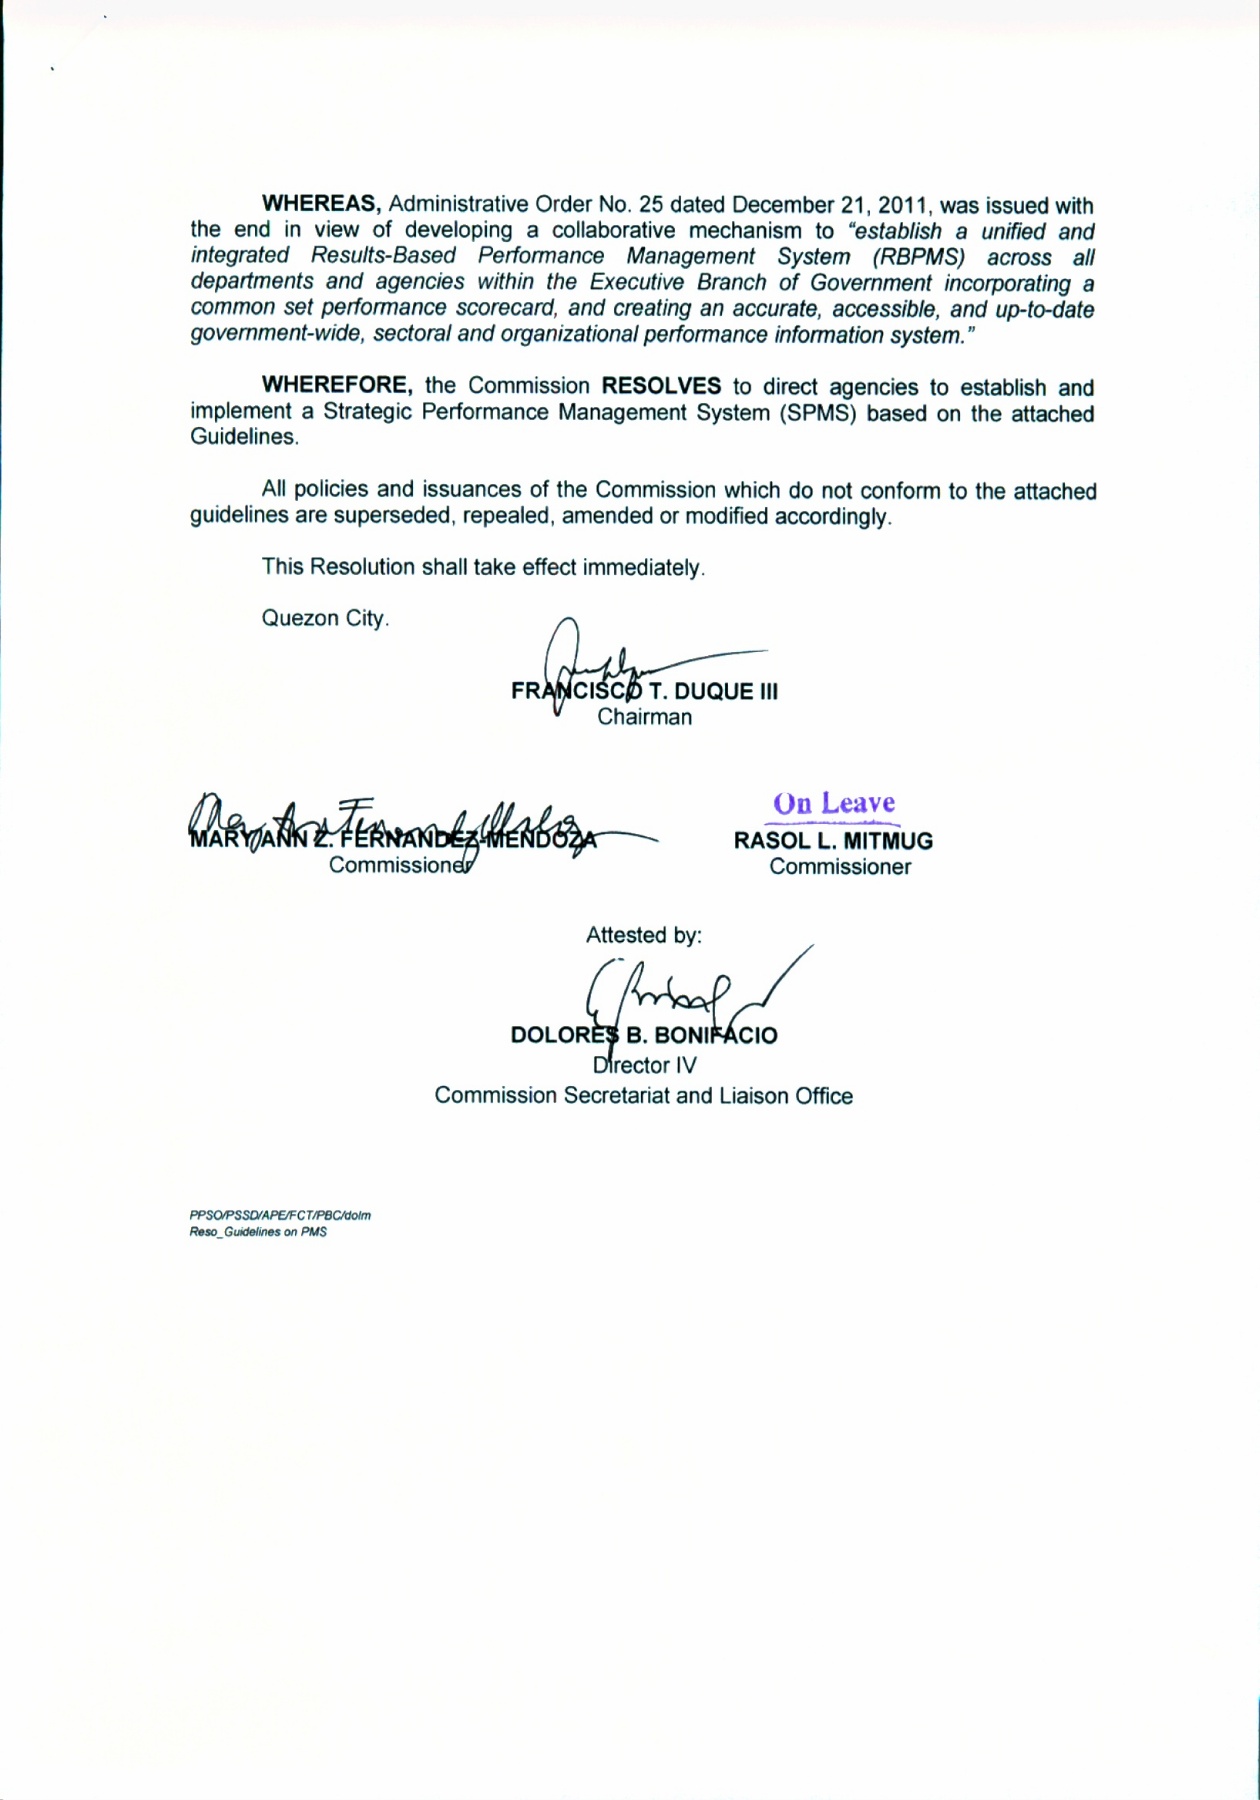 WHEREAS, Administrative Order No. 25 dated December 21, 2011, was issued with
the end in view of developing a collaborative mechanism to “establish a unified and
integrated Results-Based Performance Management System (RBPMS) across all
departments and agencies within the Executive Branch of Government incorporating a
common set performance scorecard, and creating an accurate, accessible, and up-to-date
government-wide, sectoral and organizational performance information system.”
WHEREFORE, the Commission RESOLVES to direct agencies to establish and
implement a Strategic Performance Management System (SPMS) based on the attached
Guidelines.
All policies and issuances of the Commission which do not conform to the attached
guidelines are superseded, repealed, amended or modified accordingly.
This Resolution shall take effect immediately.
Quezon City.
FRANCISCO T. DUQUE III
Chairman
On Leave
MARY ANN Z. FERNANDEZ-MENDOZA
Commissioner
RASOL L. MITMUG
Commissioner
Attested by:
DOLORES B. BONIFACIO
Director IV
Commission Secretariat and Liaison Office
PPSO/PSSD/APE/FCT/PBC/dolm
Reso_Guidelines on PMS